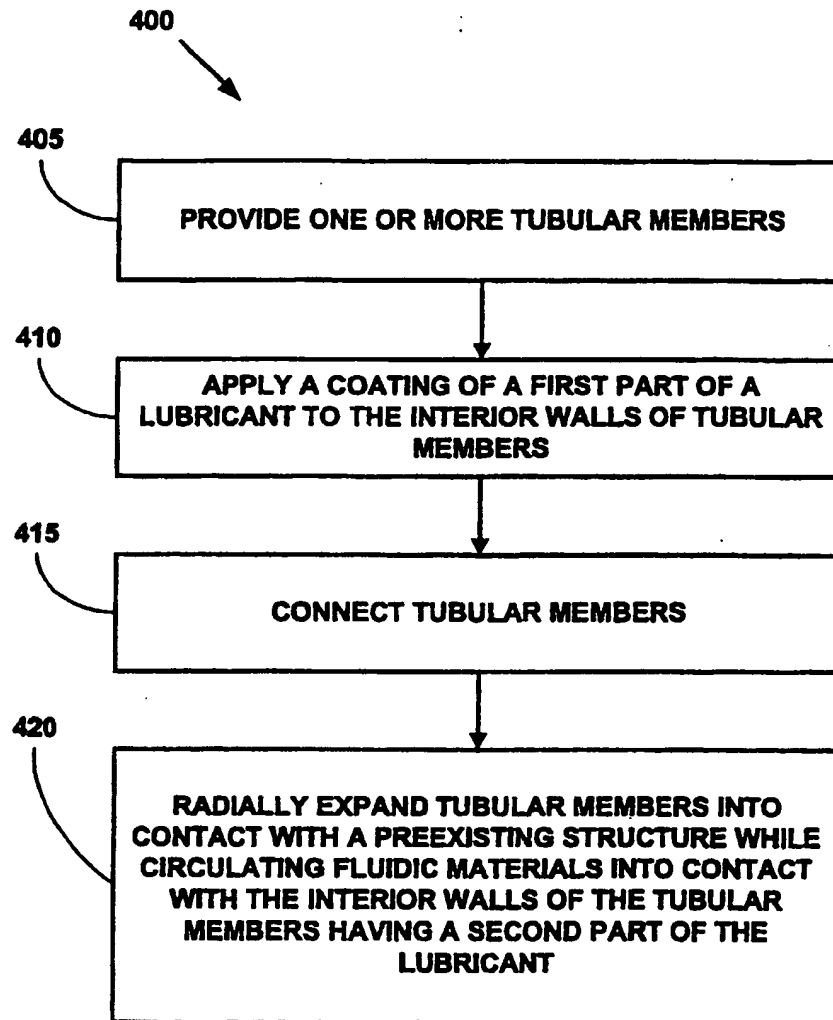 400
405
PROVIDE ONE OR MORE TUBULAR MEMBERS
410
APPLY A COATING OF A FIRST PART OF A
LUBRICANT TO THE INTERIOR WALLS OF TUBULAR
MEMBERS
415
CONNECT TUBULAR MEMBERS
420
RADIALLY EXPAND TUBULAR MEMBERS INTO
CONTACT WITH A PREEXISTING STRUCTURE WHILE
CIRCULATING FLUIDIC MATERIALS INTO CONTACT
WITH THE INTERIOR WALLS OF THE TUBULAR
MEMBERS HAVING A SECOND PART OF THE
LUBRICANT